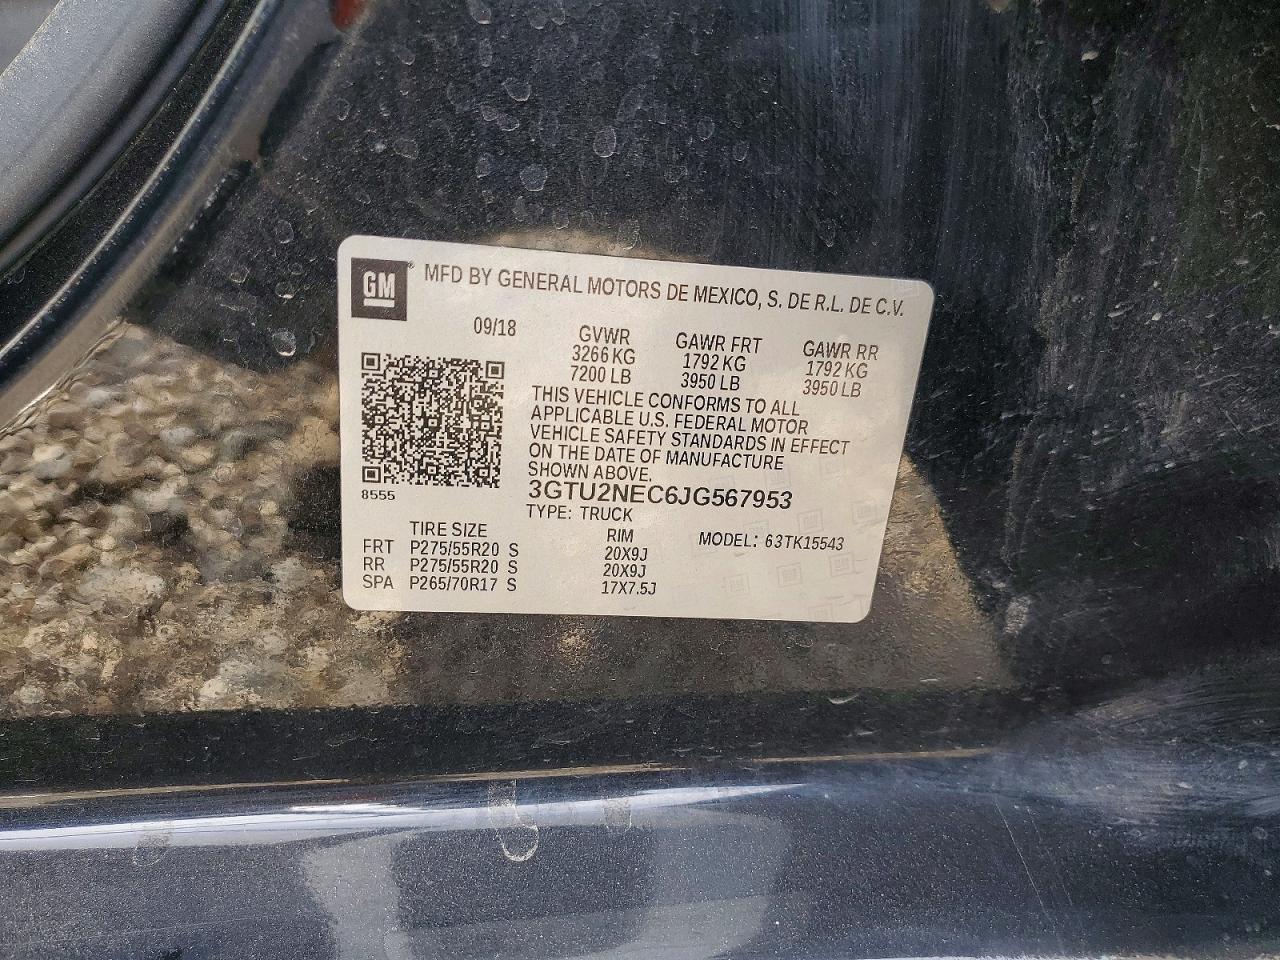 GM
MFD BY GENERAL MOTORS DE MEXICO, S. DE R.L. DE C.V.
09/18 GVWR GAWR FRT GAWR RR
3266 KG 1792 KG 1792 KG
7200 LB 3950 LB 3950 LB
THIS VEHICLE CONFORMS TO ALL
APPLICABLE U.S. FEDERAL MOTOR
VEHICLE SAFETY STANDARDS IN EFFECT
ON THE DATE OF MANUFACTURE
SHOWN ABOVE.
8555
3GTU2NEC6JG567953
TYPE: TRUCK
TIRE SIZE RIM MODEL: 63TK15543
FRT P275/55R20 S 20X9J
RR P275/55R20 S 20X9J
SPA P265/70R17 S 17X7.5J